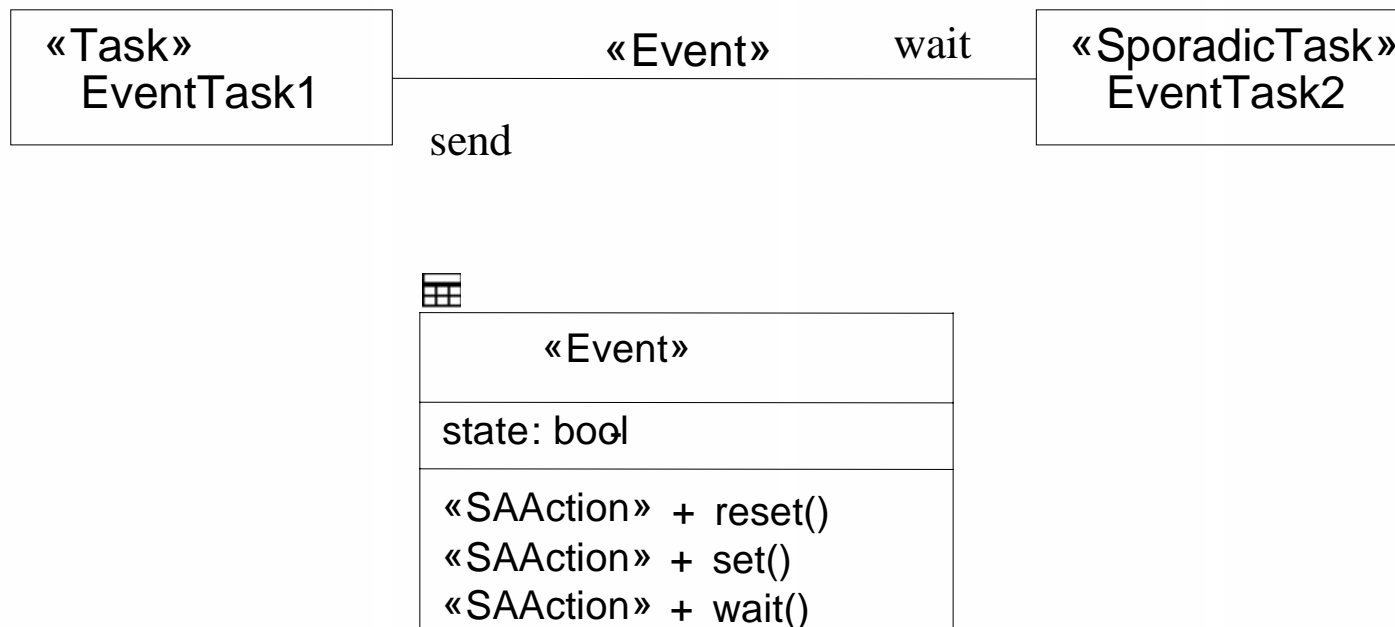 «Task»
EventTask1
«Event»
wait
«SporadicTask»
EventTask2
send
«Event»
state: bool
«SAAction» + reset()
«SAAction» + set()
«SAAction» + wait()